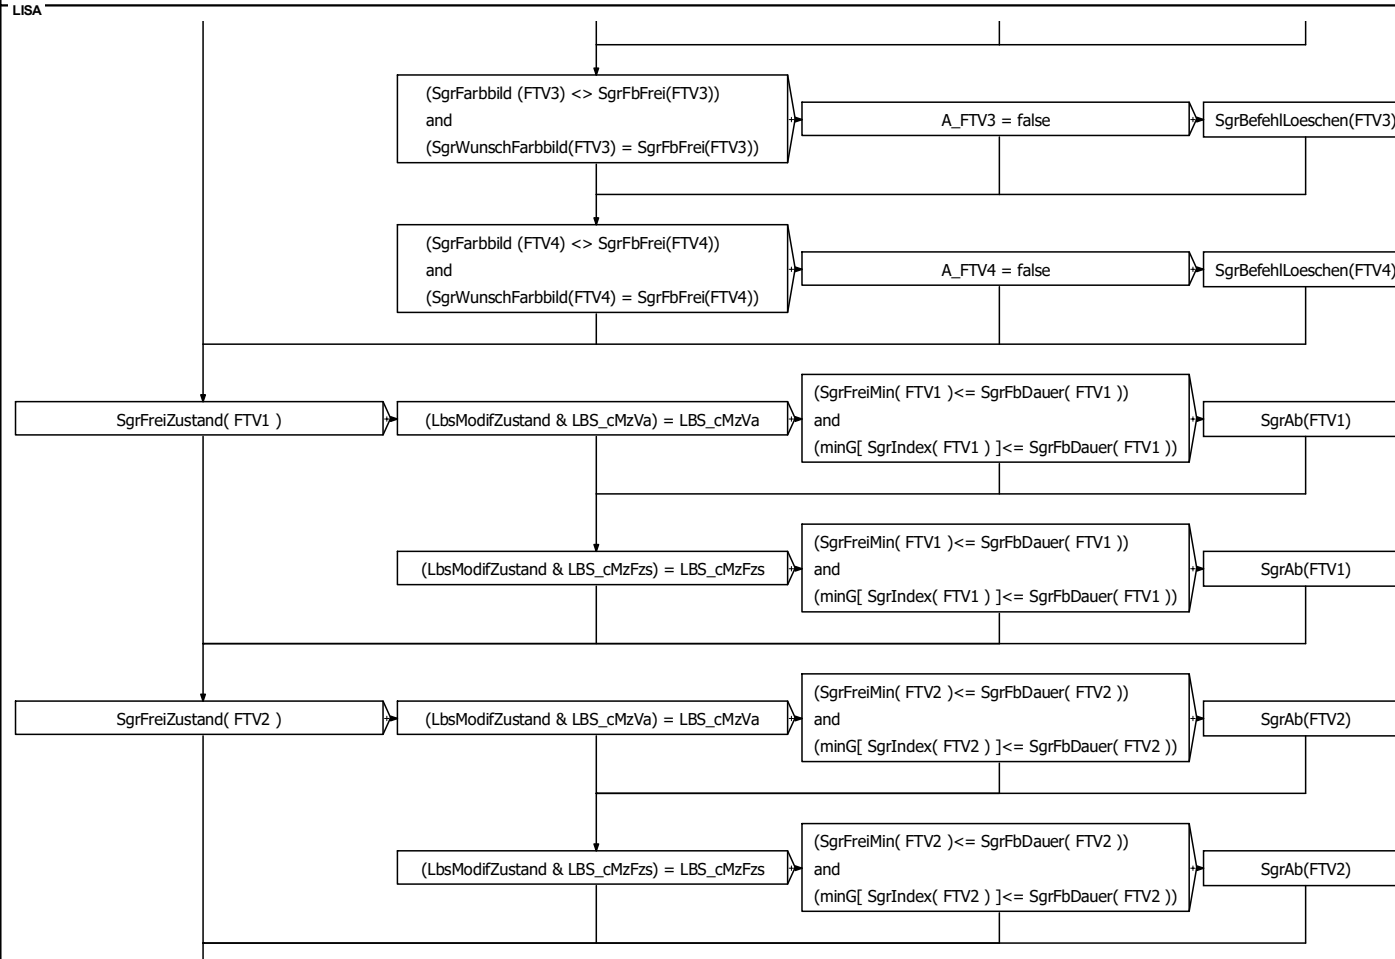 LISA
(SgrFarbbild (FTV3) <> SgrFbFrei(FTV3))
and
(SgrWunschFarbbild(FTV3) = SgrFbFrei(FTV3))
A_FTV3 = false
SgrBefehlLoeschen(FTV3)
(SgrFarbbild (FTV4) <> SgrFbFrei(FTV4))
and
(SgrWunschFarbbild(FTV4) = SgrFbFrei(FTV4))
A_FTV4 = false
SgrBefehlLoeschen(FTV4)
SgrFreiZustand( FTV1 )
(LbsModifZustand & LBS_cMzVa) = LBS_cMzVa
(SgrFreiMin( FTV1 )<= SgrFbDauer( FTV1 ))
and
(minG[ SgrIndex( FTV1 ) ]<= SgrFbDauer( FTV1 ))
SgrAb(FTV1)
(LbsModifZustand & LBS_cMzFzs) = LBS_cMzFzs
(SgrFreiMin( FTV1 )<= SgrFbDauer( FTV1 ))
and
(minG[ SgrIndex( FTV1 ) ]<= SgrFbDauer( FTV1 ))
SgrAb(FTV1)
SgrFreiZustand( FTV2 )
(LbsModifZustand & LBS_cMzVa) = LBS_cMzVa
(SgrFreiMin( FTV2 )<= SgrFbDauer( FTV2 ))
and
(minG[ SgrIndex( FTV2 ) ]<= SgrFbDauer( FTV2 ))
SgrAb(FTV2)
(LbsModifZustand & LBS_cMzFzs) = LBS_cMzFzs
(SgrFreiMin( FTV2 )<= SgrFbDauer( FTV2 ))
and
(minG[ SgrIndex( FTV2 ) ]<= SgrFbDauer( FTV2 ))
SgrAb(FTV2)